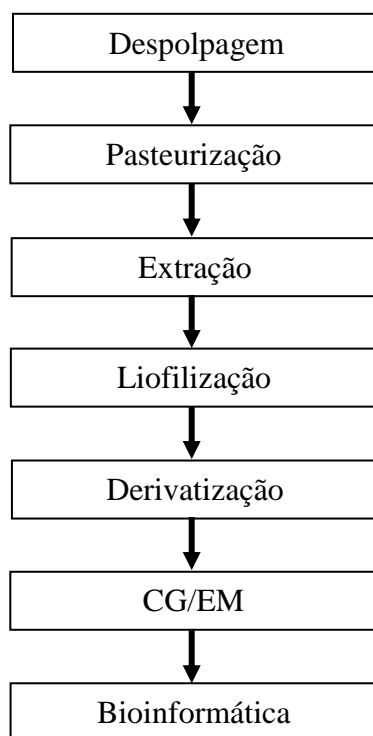 Despolpagem
Pasteurização
Extração
Liofilização
Derivatização
CG/EM
Bioinformática